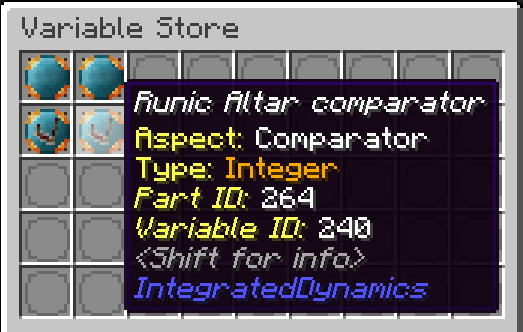 Variable Store
Runic Altar comparator
Aspect: Comparator
Type: Integer
Part ID: 264
Variable ID: 240
<Shift for info>
IntegratedDynamics